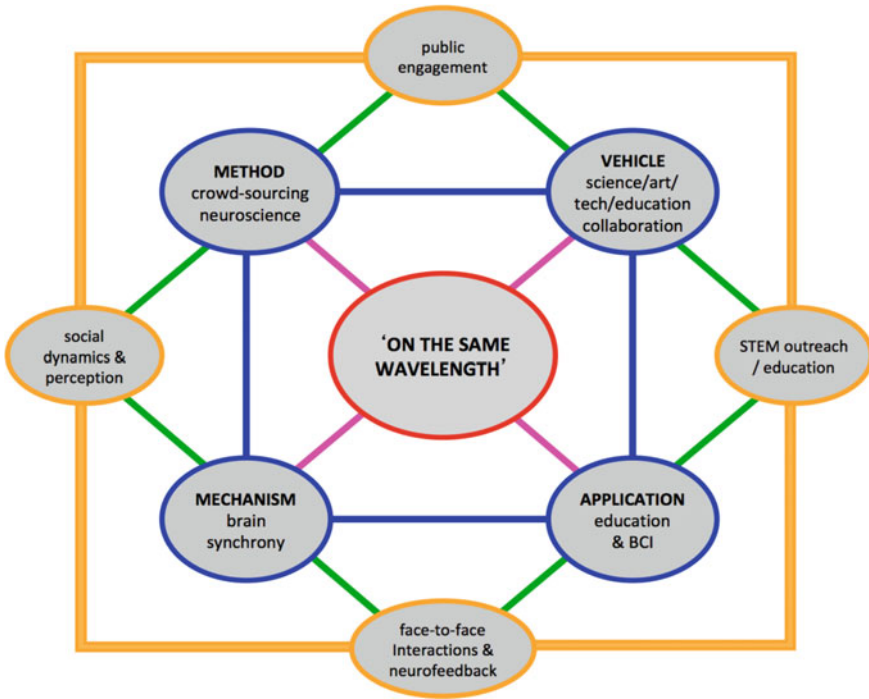 public
engagement
METHOD
crowd-sourcing
neuroscience
VEHICLE
science/art/
tech/education
collaboration
social
dynamics &
perception
‘ON THE SAME
WAVELENGTH’
STEM outreach
/ education
MECHANISM
brain
synchrony
APPLICATION
education
& BCI
face-to-face
Interactions &
neurofeedback